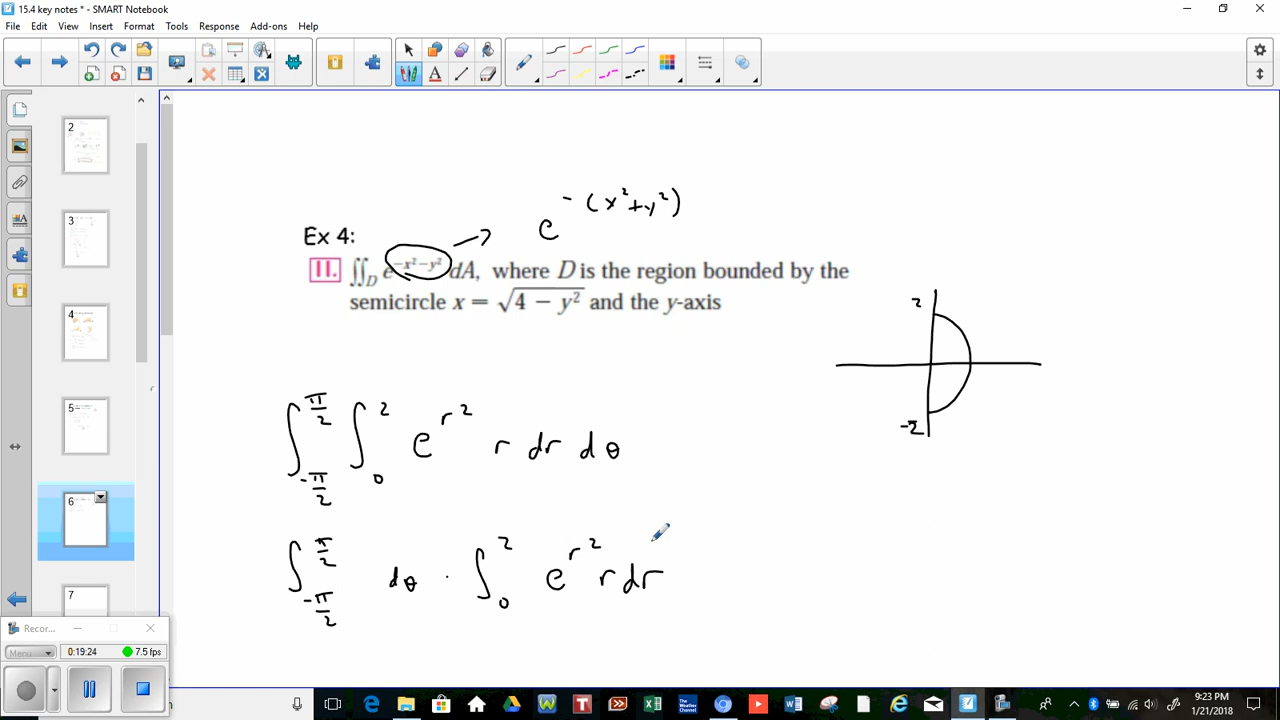 15.4 key notes * - SMART Notebook
File Edit View Insert Format Tools Response Add-ons Help
2
3
4
5
6
7
e^{-(x²+y²)}
Ex 4:
11. ∬_D e^{-x²-y²} dA, where D is the region bounded by the
semicircle x = √(4 − y²) and the y-axis
2
-2
∫_{-π/2}^{π/2} ∫_0^2 e^{r²} r dr dθ
∫_{-π/2}^{π/2} dθ · ∫_0^2 e^{r²} r dr
Recor...
Menu
0:19:24 7.5 fps
9:23 PM
1/21/2018